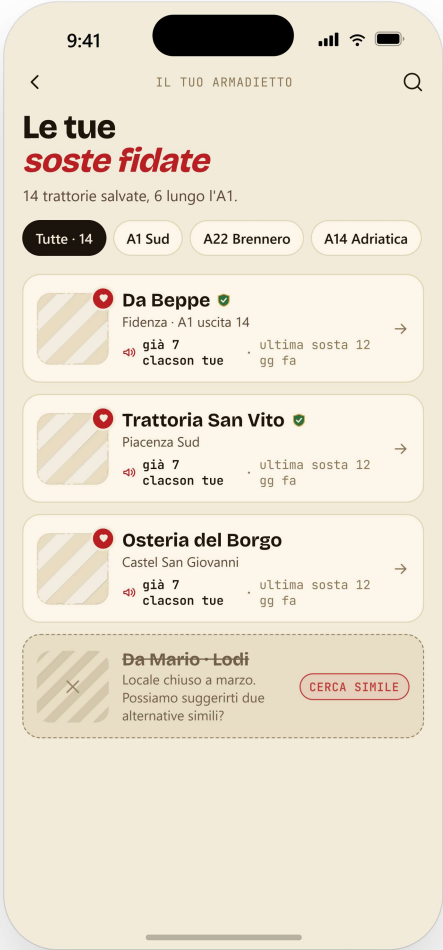 9:41
IL TUO ARMADIETTO
Le tue
soste fidate
14 trattorie salvate, 6 lungo l'A1.
Tutte · 14
A1 Sud
A22 Brennero
A14 Adriatica
Da Beppe
Fidenza · A1 uscita 14
già 7 clacson tue · ultima sosta 12 gg fa
Trattoria San Vito
Piacenza Sud
già 7 clacson tue · ultima sosta 12 gg fa
Osteria del Borgo
Castel San Giovanni
già 7 clacson tue · ultima sosta 12 gg fa
Da Mario · Lodi
Locale chiuso a marzo.
Possiamo suggerirti due
alternative simili?
CERCA SIMILE